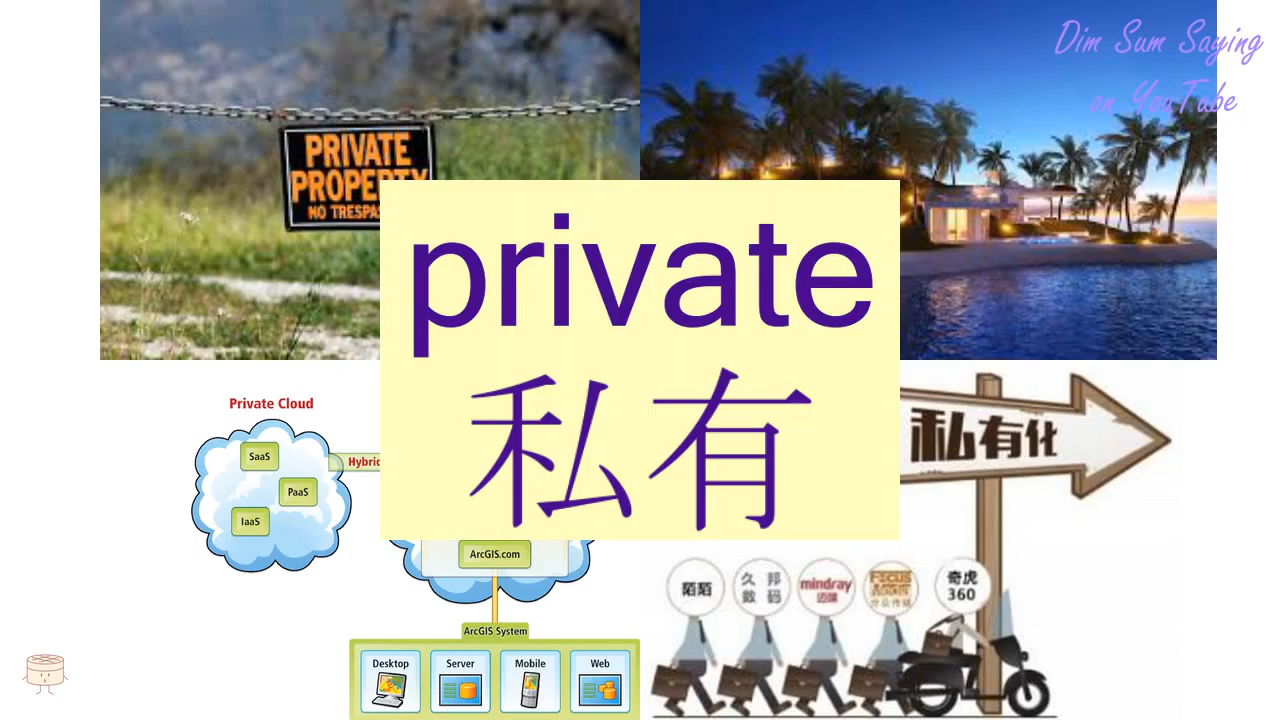 Dim Sum Saying
on YouTube
PRIVATE
PROPERTY
private
私有
Private Cloud
SaaS
PaaS
IaaS
ArcGIS.com
ArcGIS System
Desktop
Server
Mobile
Web
私有化
陌陌
久邦
数码
mindray
迈瑞
奇虎
360